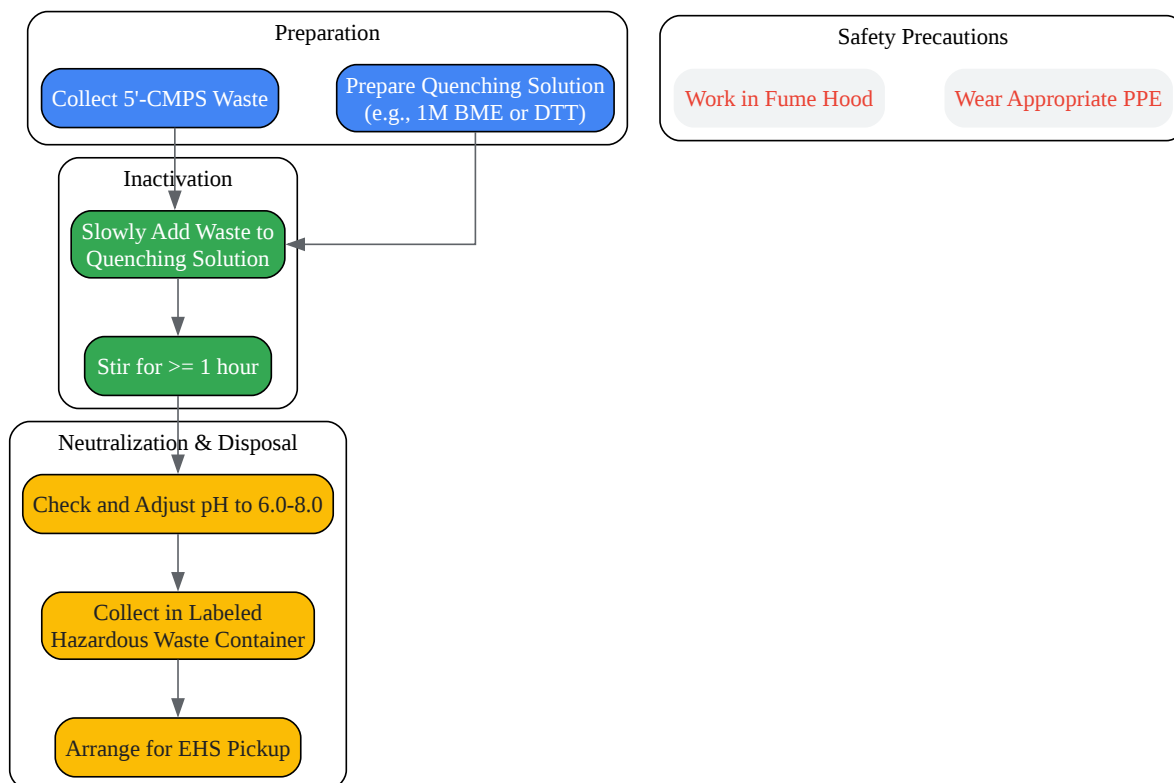 Preparation
Collect 5'-CMPS Waste
Prepare Quenching Solution
(e.g., 1M BME or DTT)
Safety Precautions
Work in Fume Hood
Wear Appropriate PPE
Inactivation
Slowly Add Waste to
Quenching Solution
Stir for >= 1 hour
Neutralization & Disposal
Check and Adjust pH to 6.0-8.0
Collect in Labeled
Hazardous Waste Container
Arrange for EHS Pickup